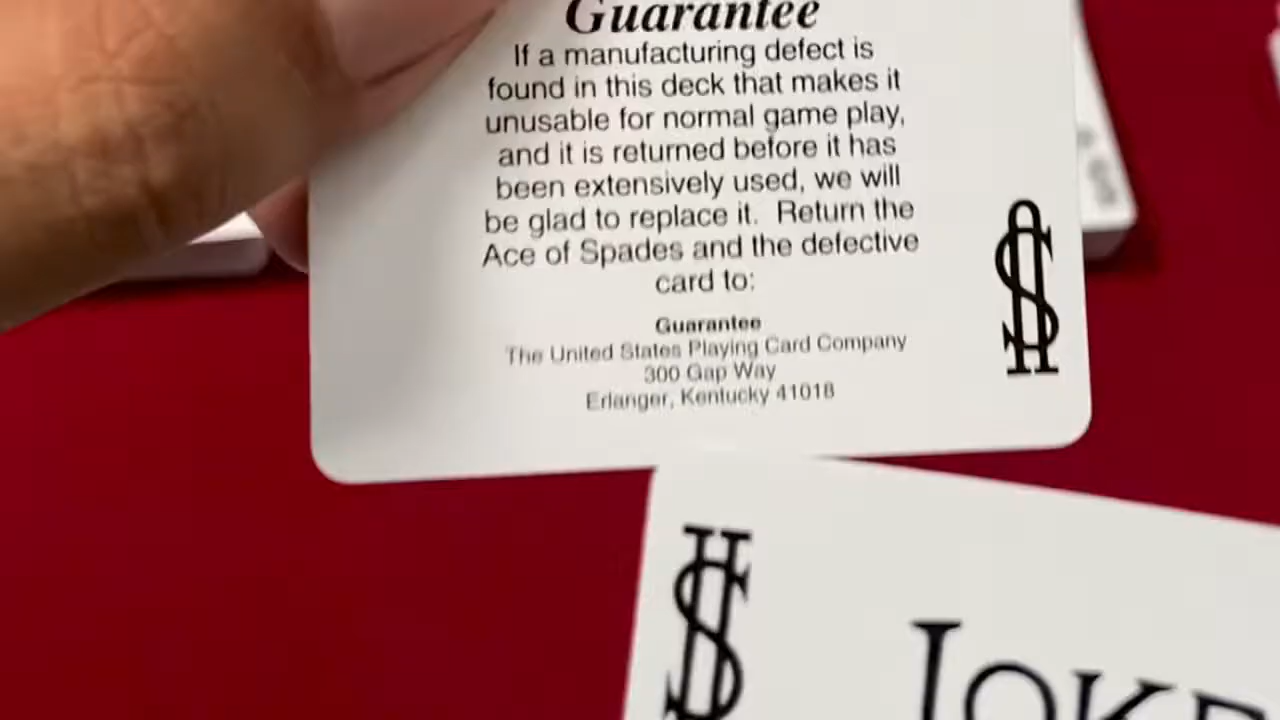 Guarantee
If a manufacturing defect is
found in this deck that makes it
unusable for normal game play,
and it is returned before it has
been extensively used, we will
be glad to replace it. Return the
Ace of Spades and the defective
card to:
Guarantee
The United States Playing Card Company
300 Gap Way
Erlanger, Kentucky 41018
JOKE